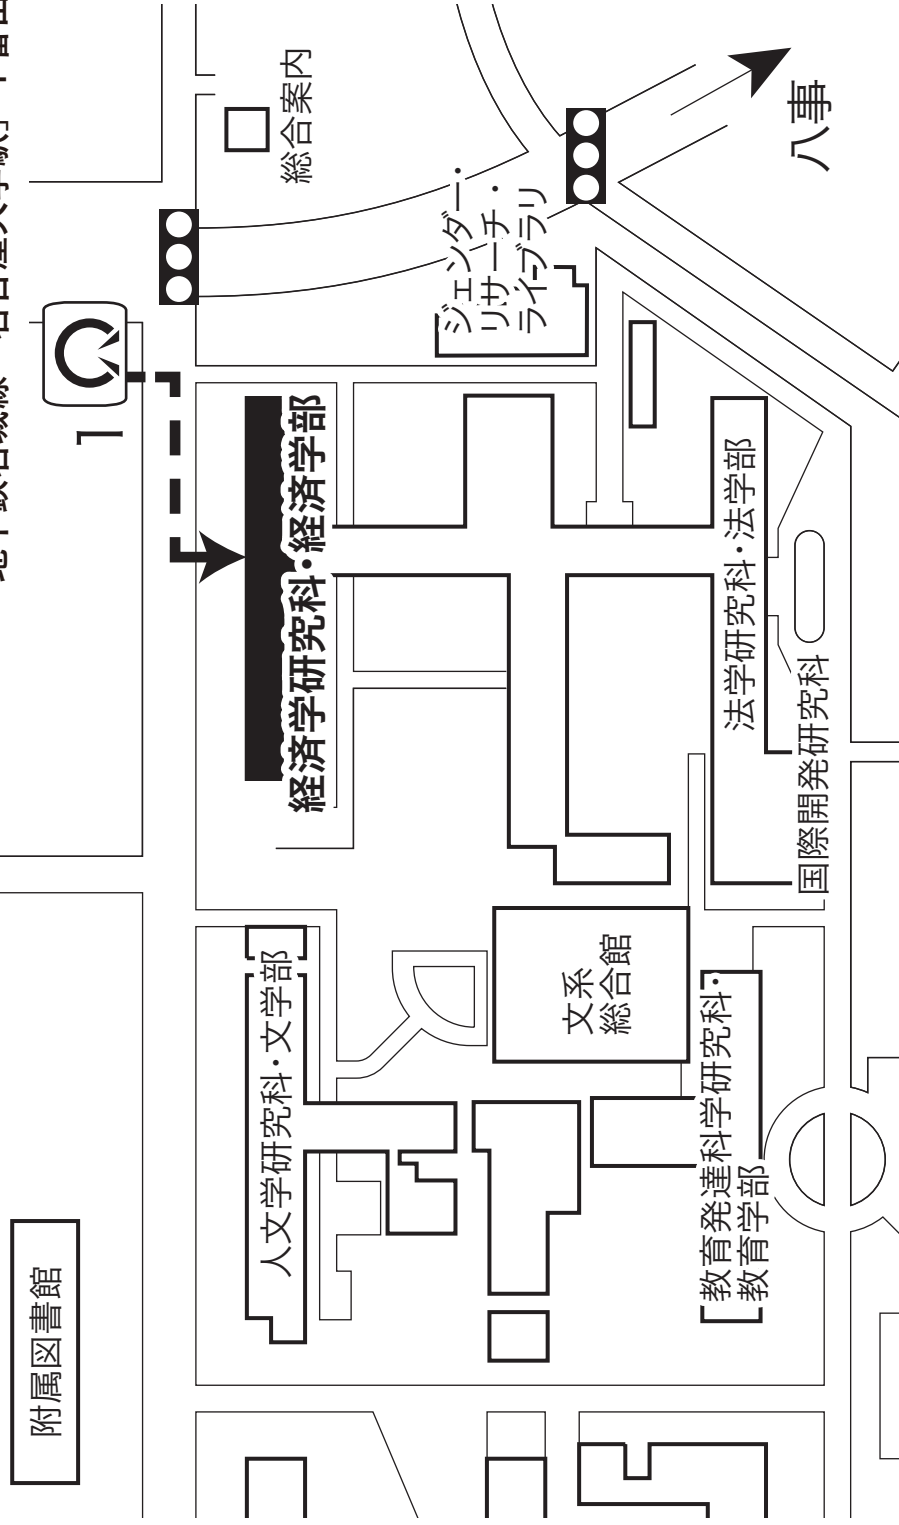 総合案内
八事
ジェンダー・
リサーチ・
ライブラリ
1
経済学研究科・経済学部
法学研究科・法学部
国際開発研究科
文系
総合館
人文学研究科・文学部
教育発達科学研究科・
教育学部
附属図書館